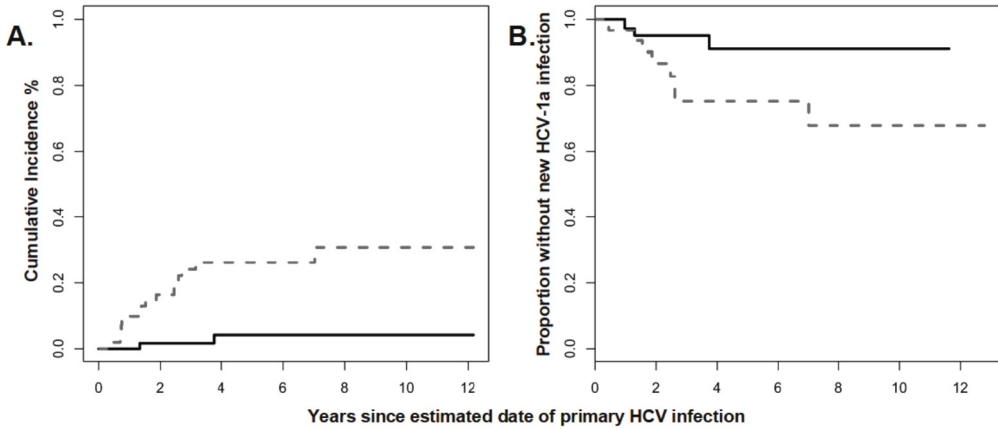 A.
Cumulative Incidence %
1.0
0.8
0.6
0.4
0.2
0.0
0 2 4 6 8 10 12
B.
Proportion without new HCV-1a infection
1.0
0.8
0.6
0.4
0.2
0.0
0 2 4 6 8 10 12
Years since estimated date of primary HCV infection